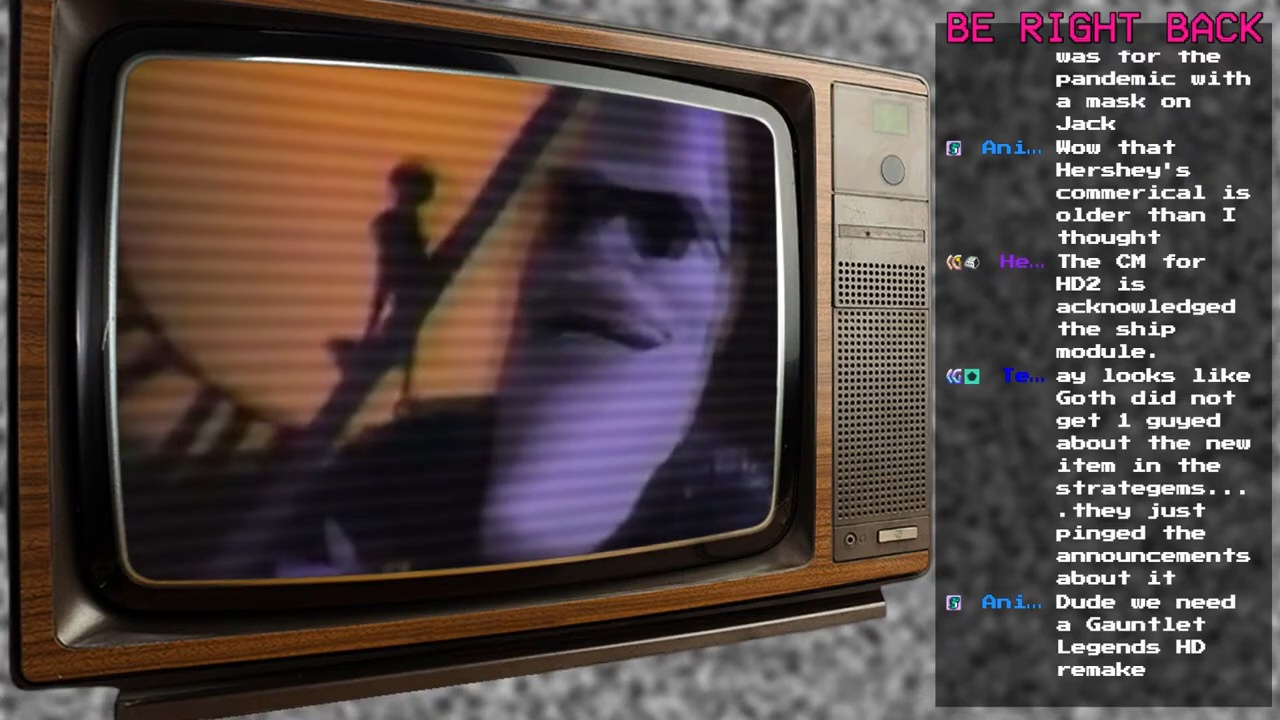 BE RIGHT BACK
was for the
pandemic with
a mask on
Jack
Ani... Wow that
Hershey's
commerical is
older than I
thought
He... The CM for
HD2 is
acknowledged
the ship
module.
Te... ay looks like
Goth did not
get 1 guyed
about the new
item in the
strategems...
.they just
pinged the
announcements
about it
Ani... Dude we need
a Gauntlet
Legends HD
remake